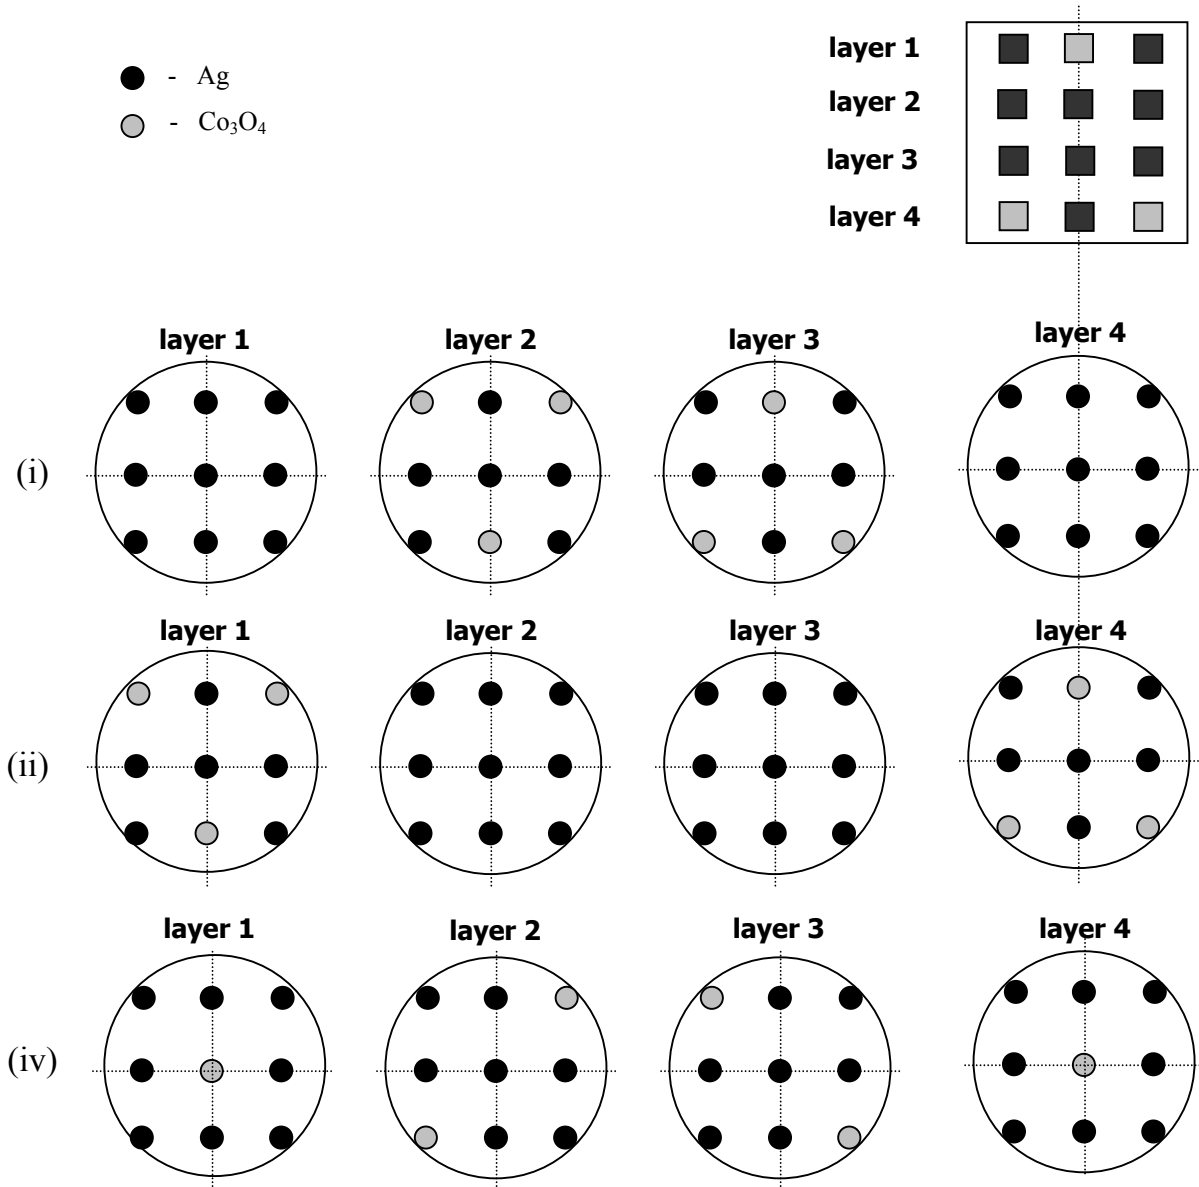 - Ag
- Co₃O₄
layer 1
layer 2
layer 3
layer 4
layer 1 layer 2 layer 3 layer 4
(i)
layer 1 layer 2 layer 3 layer 4
(ii)
layer 1 layer 2 layer 3 layer 4
(iv)